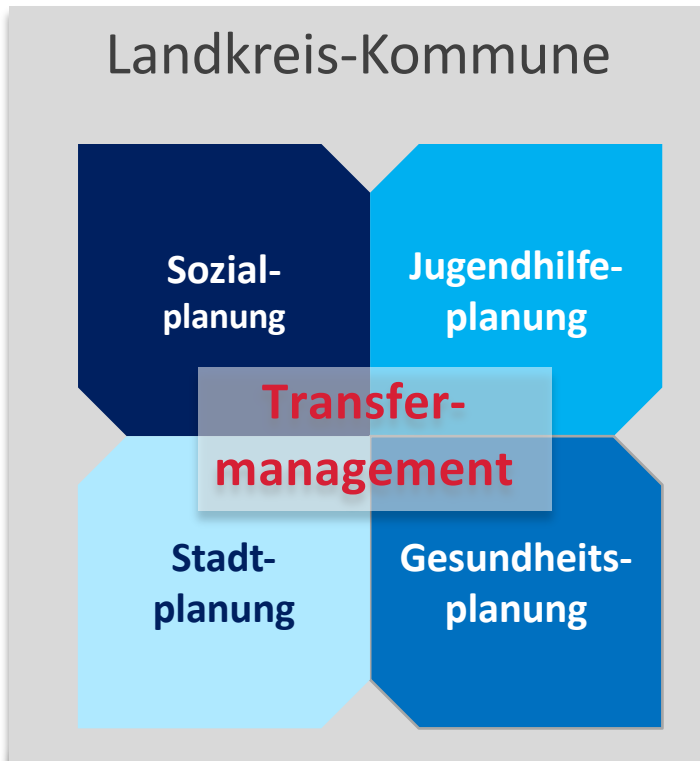 Landkreis-Kommune
Sozial-
planung
Jugendhilfe-
planung
Transfer-
management
Stadt-
planung
Gesundheits-
planung